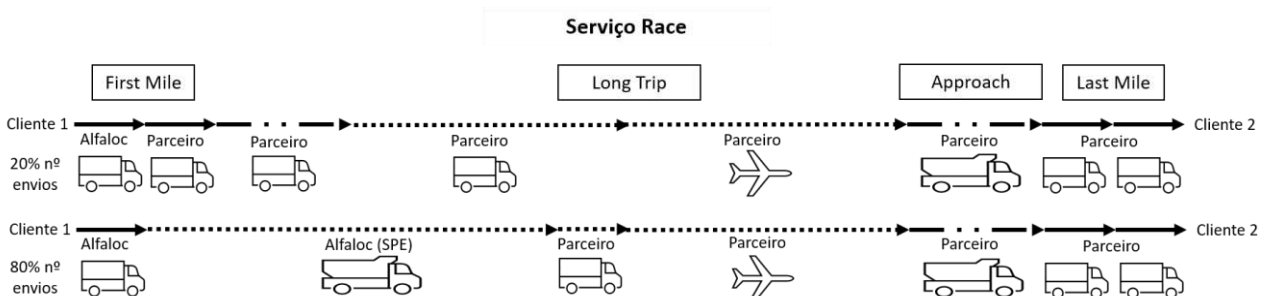 Serviço Race
First Mile
Long Trip
Approach
Last Mile
Cliente 1
Cliente 2
Alfaloc
Parceiro
Parceiro
Parceiro
Parceiro
Parceiro
Parceiro
20% nº
envios
Cliente 1
Cliente 2
Alfaloc
Alfaloc (SPE)
Parceiro
Parceiro
Parceiro
Parceiro
80% nº
envios